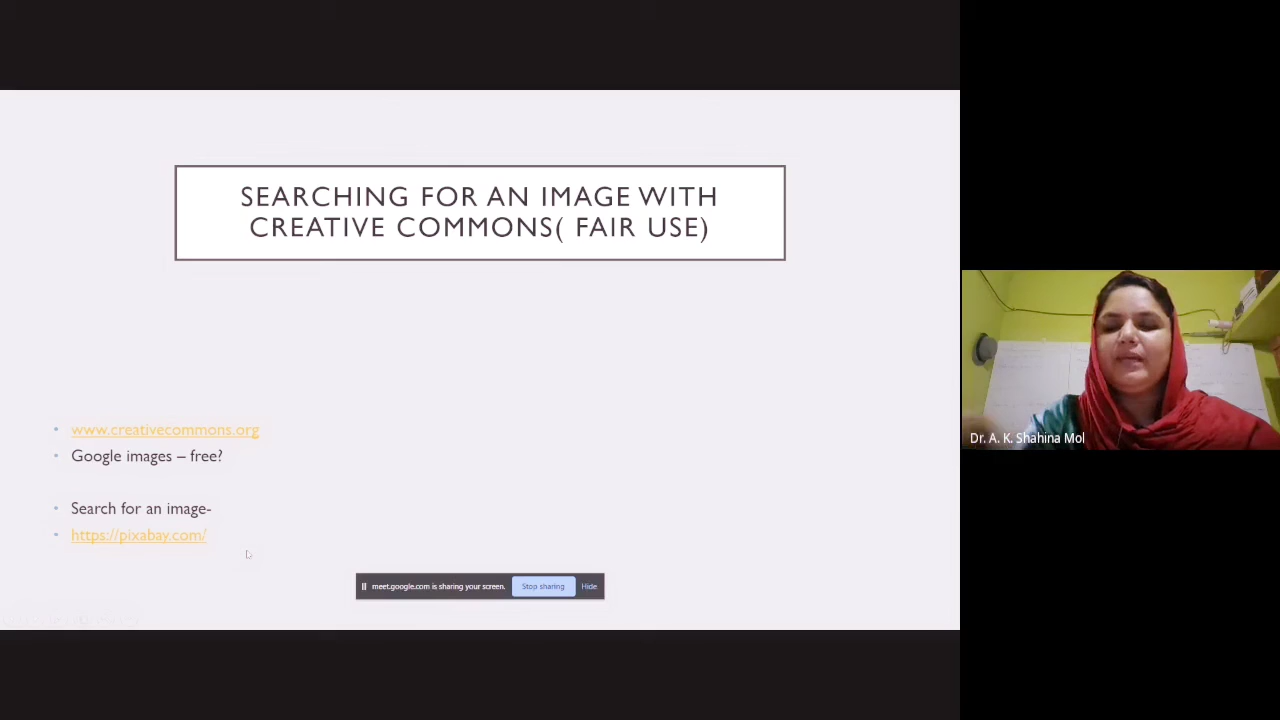 SEARCHING FOR AN IMAGE WITH
CREATIVE COMMONS( FAIR USE)
• www.creativecommons.org
• Google images – free?
• Search for an image-
• https://pixabay.com/
meet.google.com is sharing your screen. Stop sharing Hide
Dr. A. K. Shahina Mol